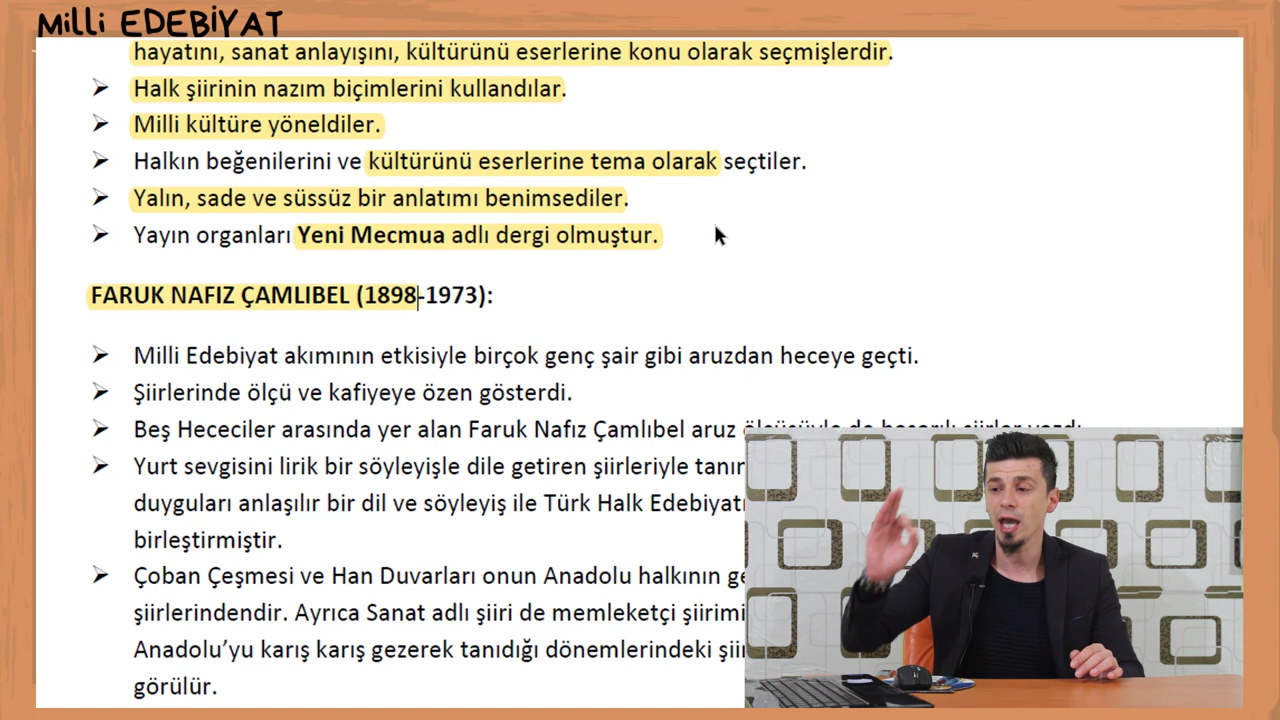 Milli EDEBİYAT
hayatını, sanat anlayışını, kültürünü eserlerine konu olarak seçmişlerdir.
➢ Halk şiirinin nazım biçimlerini kullandılar.
➢ Milli kültüre yöneldiler.
➢ Halkın beğenilerini ve kültürünü eserlerine tema olarak seçtiler.
➢ Yalın, sade ve süssüz bir anlatımı benimsediler.
➢ Yayın organları Yeni Mecmua adlı dergi olmuştur.
FARUK NAFIZ ÇAMLIBEL (1898-1973):
➢ Milli Edebiyat akımının etkisiyle birçok genç şair gibi aruzdan heceye geçti.
➢ Şiirlerinde ölçü ve kafiyeye özen gösterdi.
➢ Beş Hececiler arasında yer alan Faruk Nafız Çamlıbel aruz ölçüsüyle de başarılı şiirler yazdı.
➢ Yurt sevgisini lirik bir söyleyişle dile getiren şiirleriyle
duyguları anlaşılır bir dil ve söyleyiş ile Türk Halk
birleştirmiştir.
➢ Çoban Çeşmesi ve Han Duvarları onun Anadolu halkının
şiirlerindendir. Ayrıca Sanat adlı şiiri de memleketçi
Anadolu’yu karış karış gezerek tanıdığı dönemlerindeki
görülür.